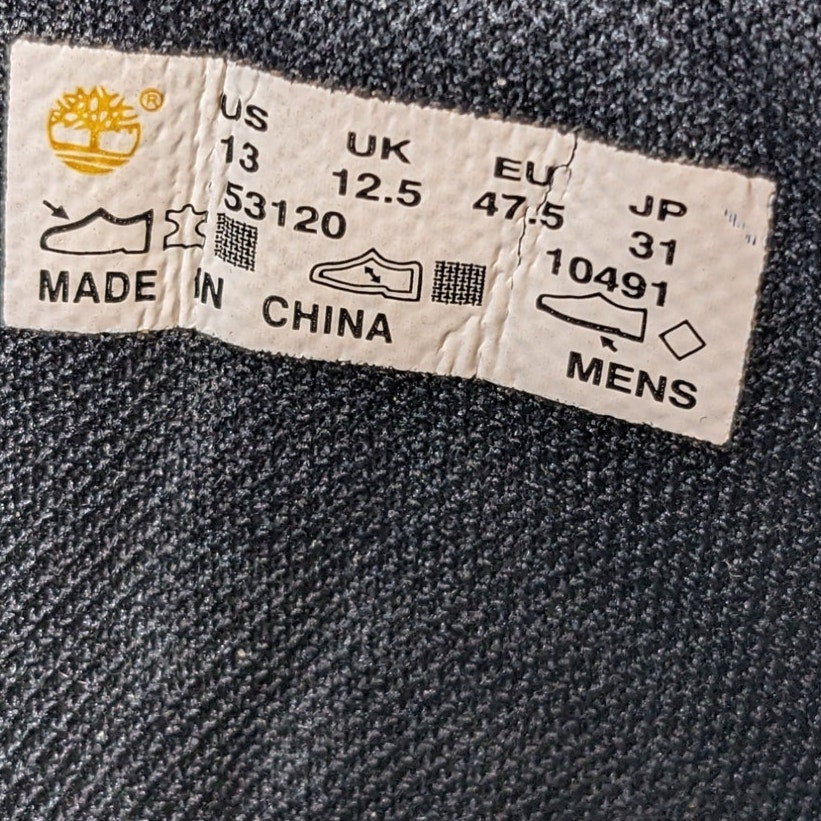 ®
US UK EU JP
13 12.5 47.5 31
53120 10491
MADE IN CHINA MENS